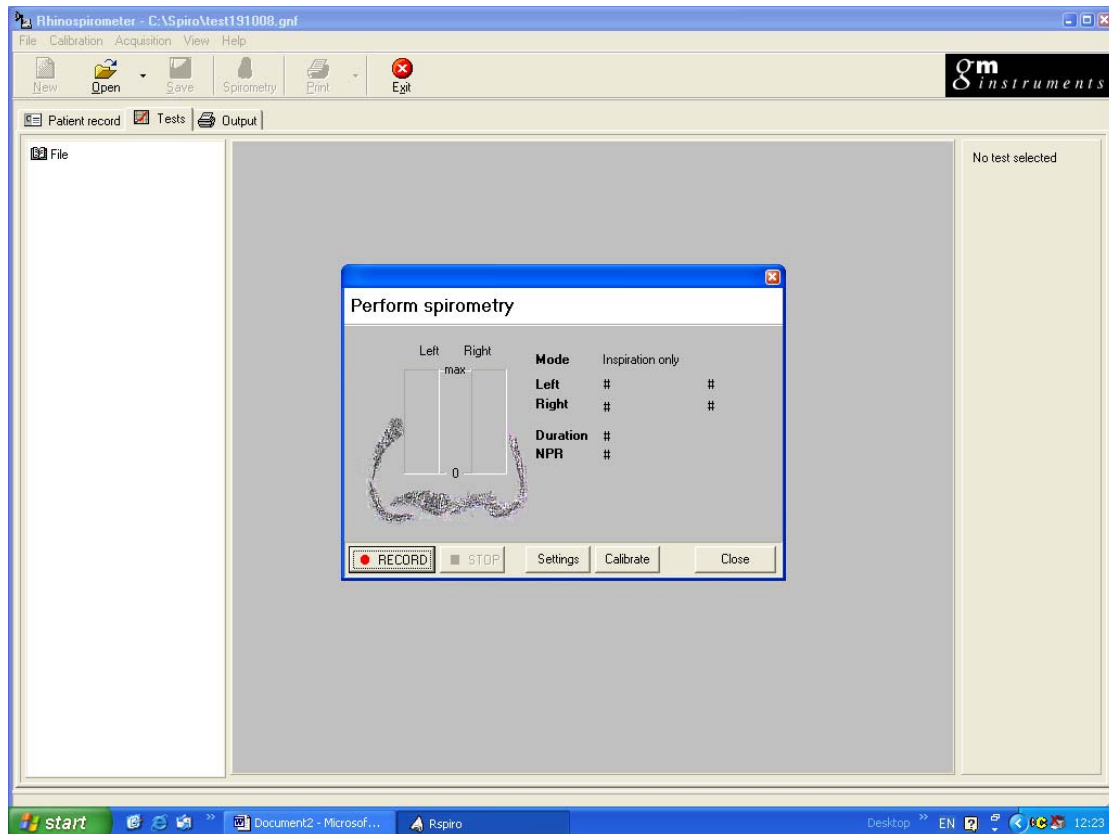 Rhinospirometer - C:\Spiro\test191008.gnf
File Calibration Acquisition View Help
New Open Save Spirometry Print Exit
gm instruments
Patient record Tests Output
File
No test selected
Perform spirometry
Left Right
max
0
Mode Inspiration only
Left # #
Right # #
Duration #
NPR #
RECORD STOP Settings Calibrate Close
start Document2 - Microsof... Rspiro Desktop » EN 12:23